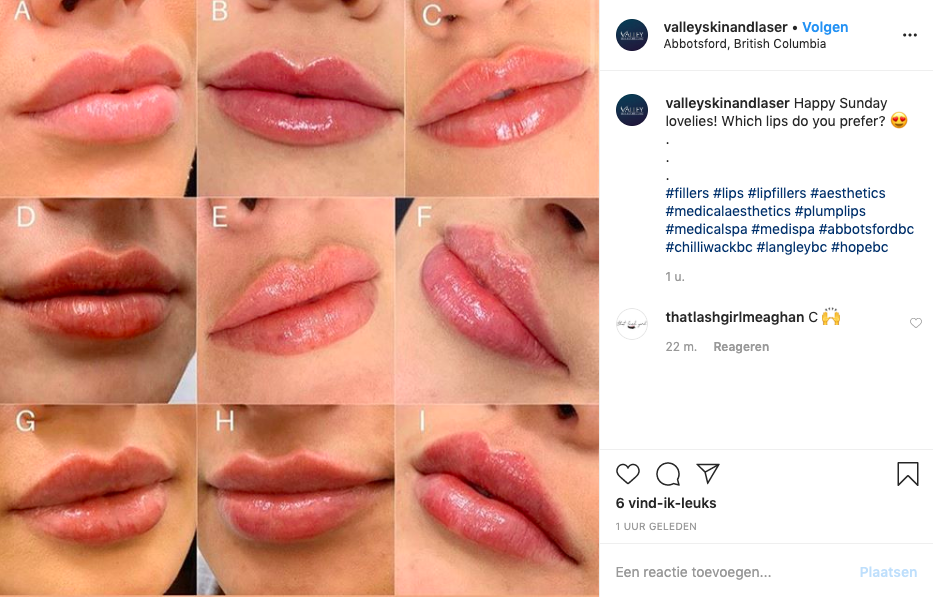 A
B
C
D
E
F
G
H
I
valleyskinandlaser • Volgen
Abbotsford, British Columbia
valleyskinandlaser Happy Sunday
lovelies! Which lips do you prefer? 😍
.
.
.
#fillers #lips #lipfillers #aesthetics
#medicalaesthetics #plumplips
#medicalspa #medispa #abbotsfordbc
#chilliwackbc #langleybc #hopebc
1 u.
thatlashgirlmeaghan C 🙌
22 m. Reageren
6 vind-ik-leuks
1 UUR GELEDEN
Een reactie toevoegen...
Plaatsen